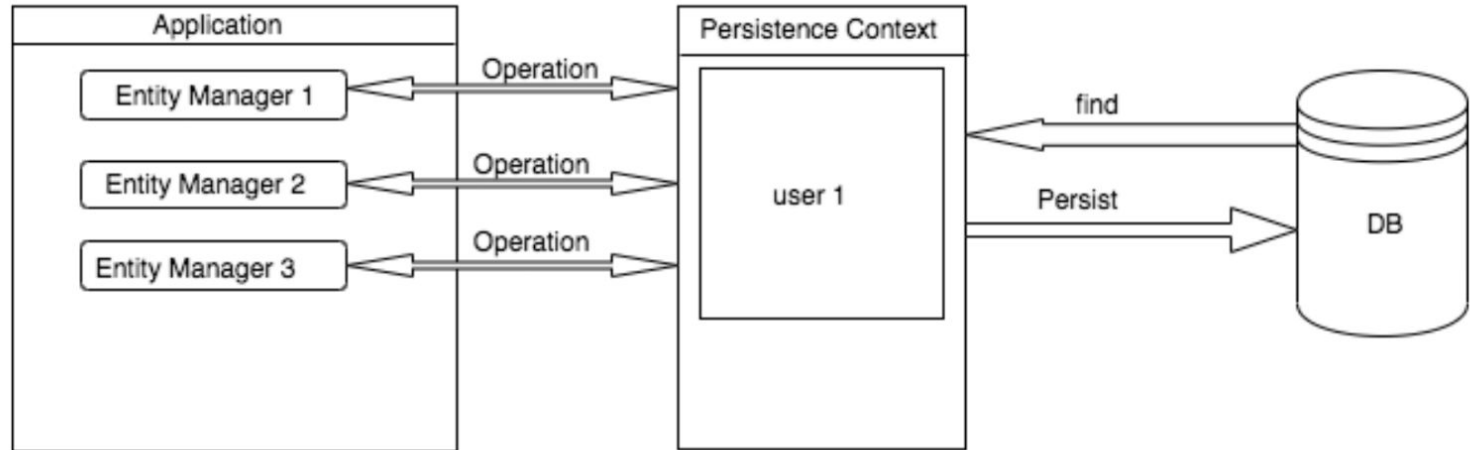 Application
Entity Manager 1
Entity Manager 2
Entity Manager 3
Operation
Operation
Operation
Persistence Context
user 1
find
Persist
DB